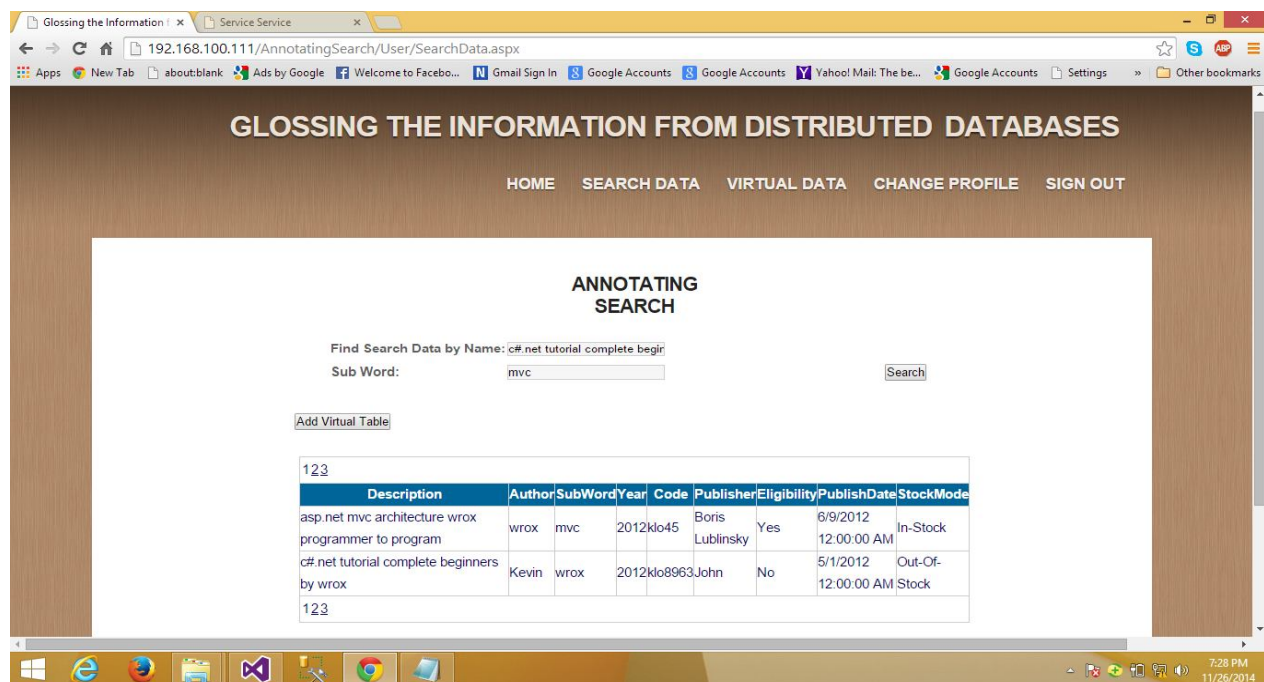 Glossing the Information f
Service Service
192.168.100.111/AnnotatingSearch/User/SearchData.aspx
Apps New Tab about:blank Ads by Google Welcome to Facebo... Gmail Sign In Google Accounts Google Accounts Yahoo! Mail: The be... Google Accounts Settings » Other bookmarks
GLOSSING THE INFORMATION FROM DISTRIBUTED DATABASES
HOME SEARCH DATA VIRTUAL DATA CHANGE PROFILE SIGN OUT
ANNOTATING
SEARCH
Find Search Data by Name: c#.net tutorial complete begir
Sub Word: mvc Search
Add Virtual Table
1 2 3
Description Author SubWord Year Code Publisher Eligibility PublishDate StockMode
asp.net mvc architecture wrox programmer to program wrox mvc 2012 klo45 Boris Lublinsky Yes 6/9/2012 12:00:00 AM In-Stock
c#.net tutorial complete beginners by wrox Kevin wrox 2012 klo8963 John No 5/1/2012 12:00:00 AM Out-Of-Stock
1 2 3
7:28 PM
11/26/2014